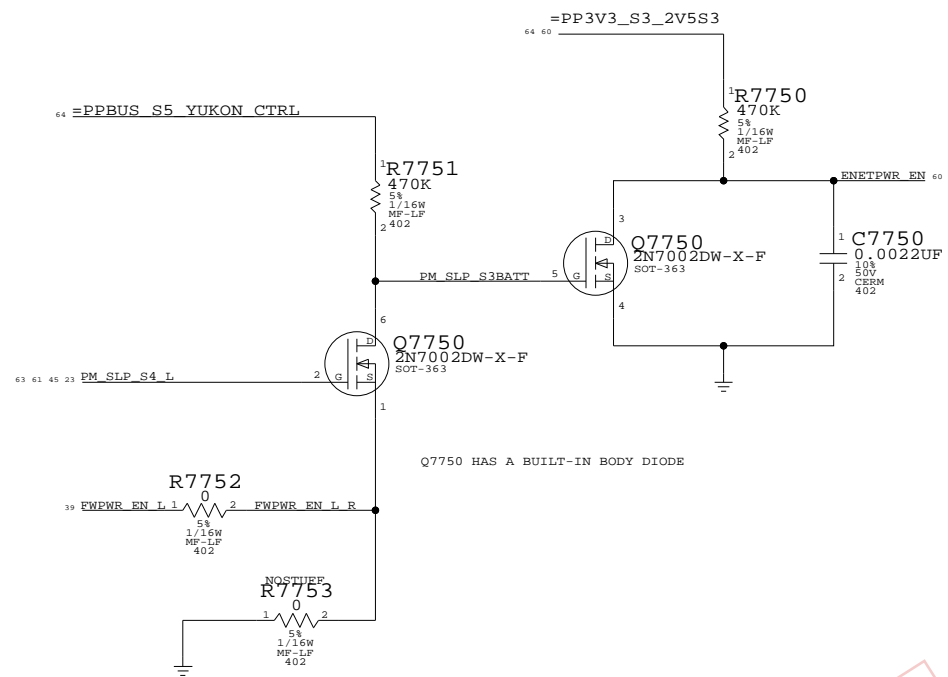 =PP3V3_S3_2V5S3
64 60
1
R7750
470K
5%
1/16W
MF-LF
402
2
64 =PPBUS_S5_YUKON_CTRL
1
R7751
470K
5%
1/16W
MF-LF
402
2
ENETPWR_EN 60
3
D
Q7750
2N7002DW-X-F
SOT-363
PM_SLP_S3BATT 5 G S
4
1
C7750
0.0022UF
10%
50V
CERM
402
2
6
D
Q7750
2N7002DW-X-F
SOT-363
63 61 45 23 PM_SLP_S4_L 2 G S
1
Q7750 HAS A BUILT-IN BODY DIODE
R7752
0
39 FWPWR_EN_L 1 2 FWPWR_EN_L_R
5%
1/16W
MF-LF
402
NOSTUFF
R7753
0
1 2
5%
1/16W
MF-LF
402